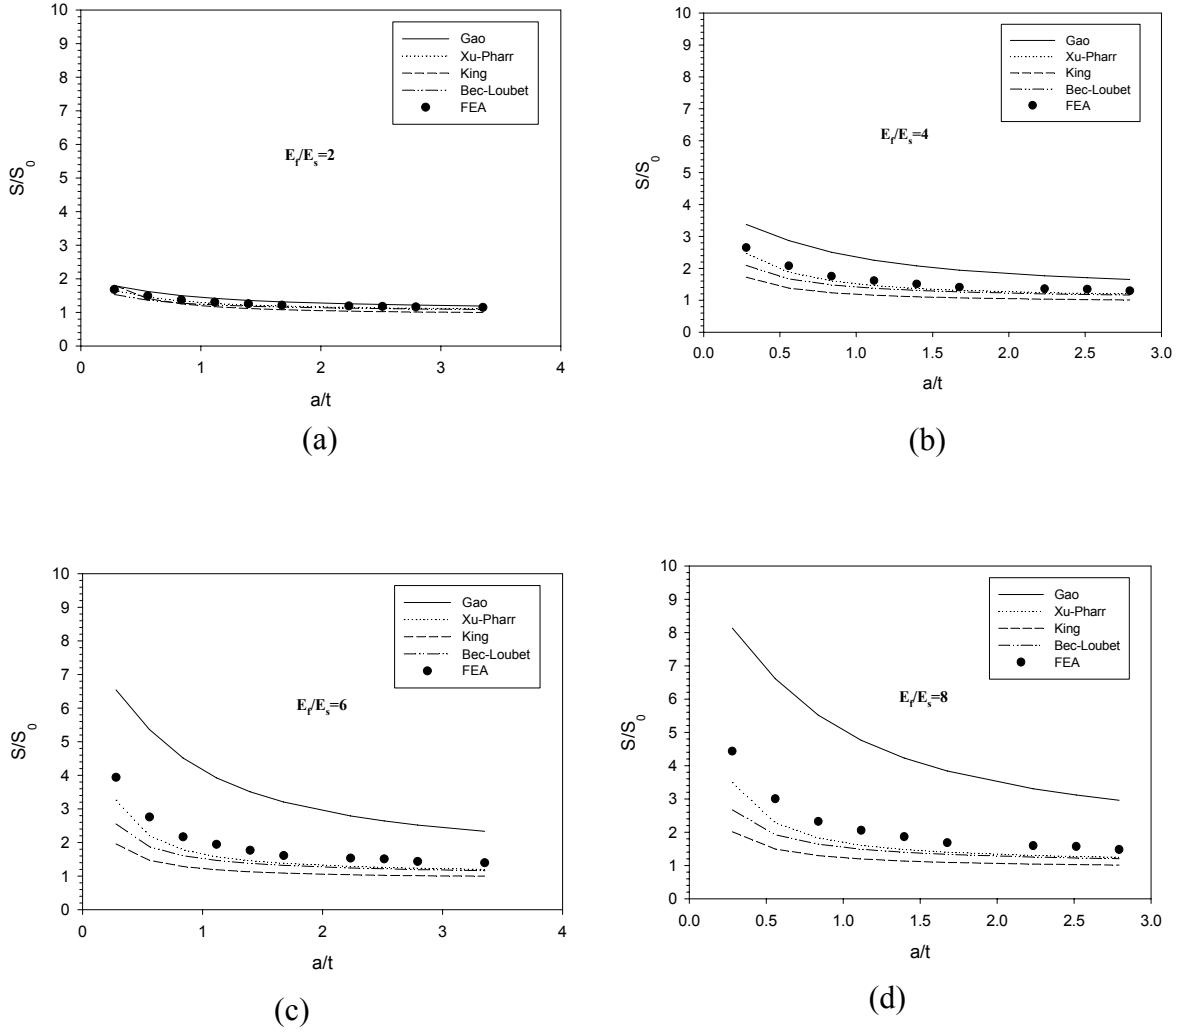 10
9
8
7
6
5
4
3
2
1
0
S/S0
Gao
Xu-Pharr
King
Bec-Loubet
FEA
Ef/Es=2
0 1 2 3 4
a/t
(a)
10
9
8
7
6
5
4
3
2
1
0
S/S0
Gao
Xu-Pharr
King
Bec-Loubet
FEA
Ef/Es=4
0.0 0.5 1.0 1.5 2.0 2.5 3.0
a/t
(b)
10
9
8
7
6
5
4
3
2
1
0
S/S0
Gao
Xu-Pharr
King
Bec-Loubet
FEA
Ef/Es=6
0 1 2 3 4
a/t
(c)
10
9
8
7
6
5
4
3
2
1
0
S/S0
Gao
Xu-Pharr
King
Bec-Loubet
FEA
Ef/Es=8
0.0 0.5 1.0 1.5 2.0 2.5 3.0
a/t
(d)